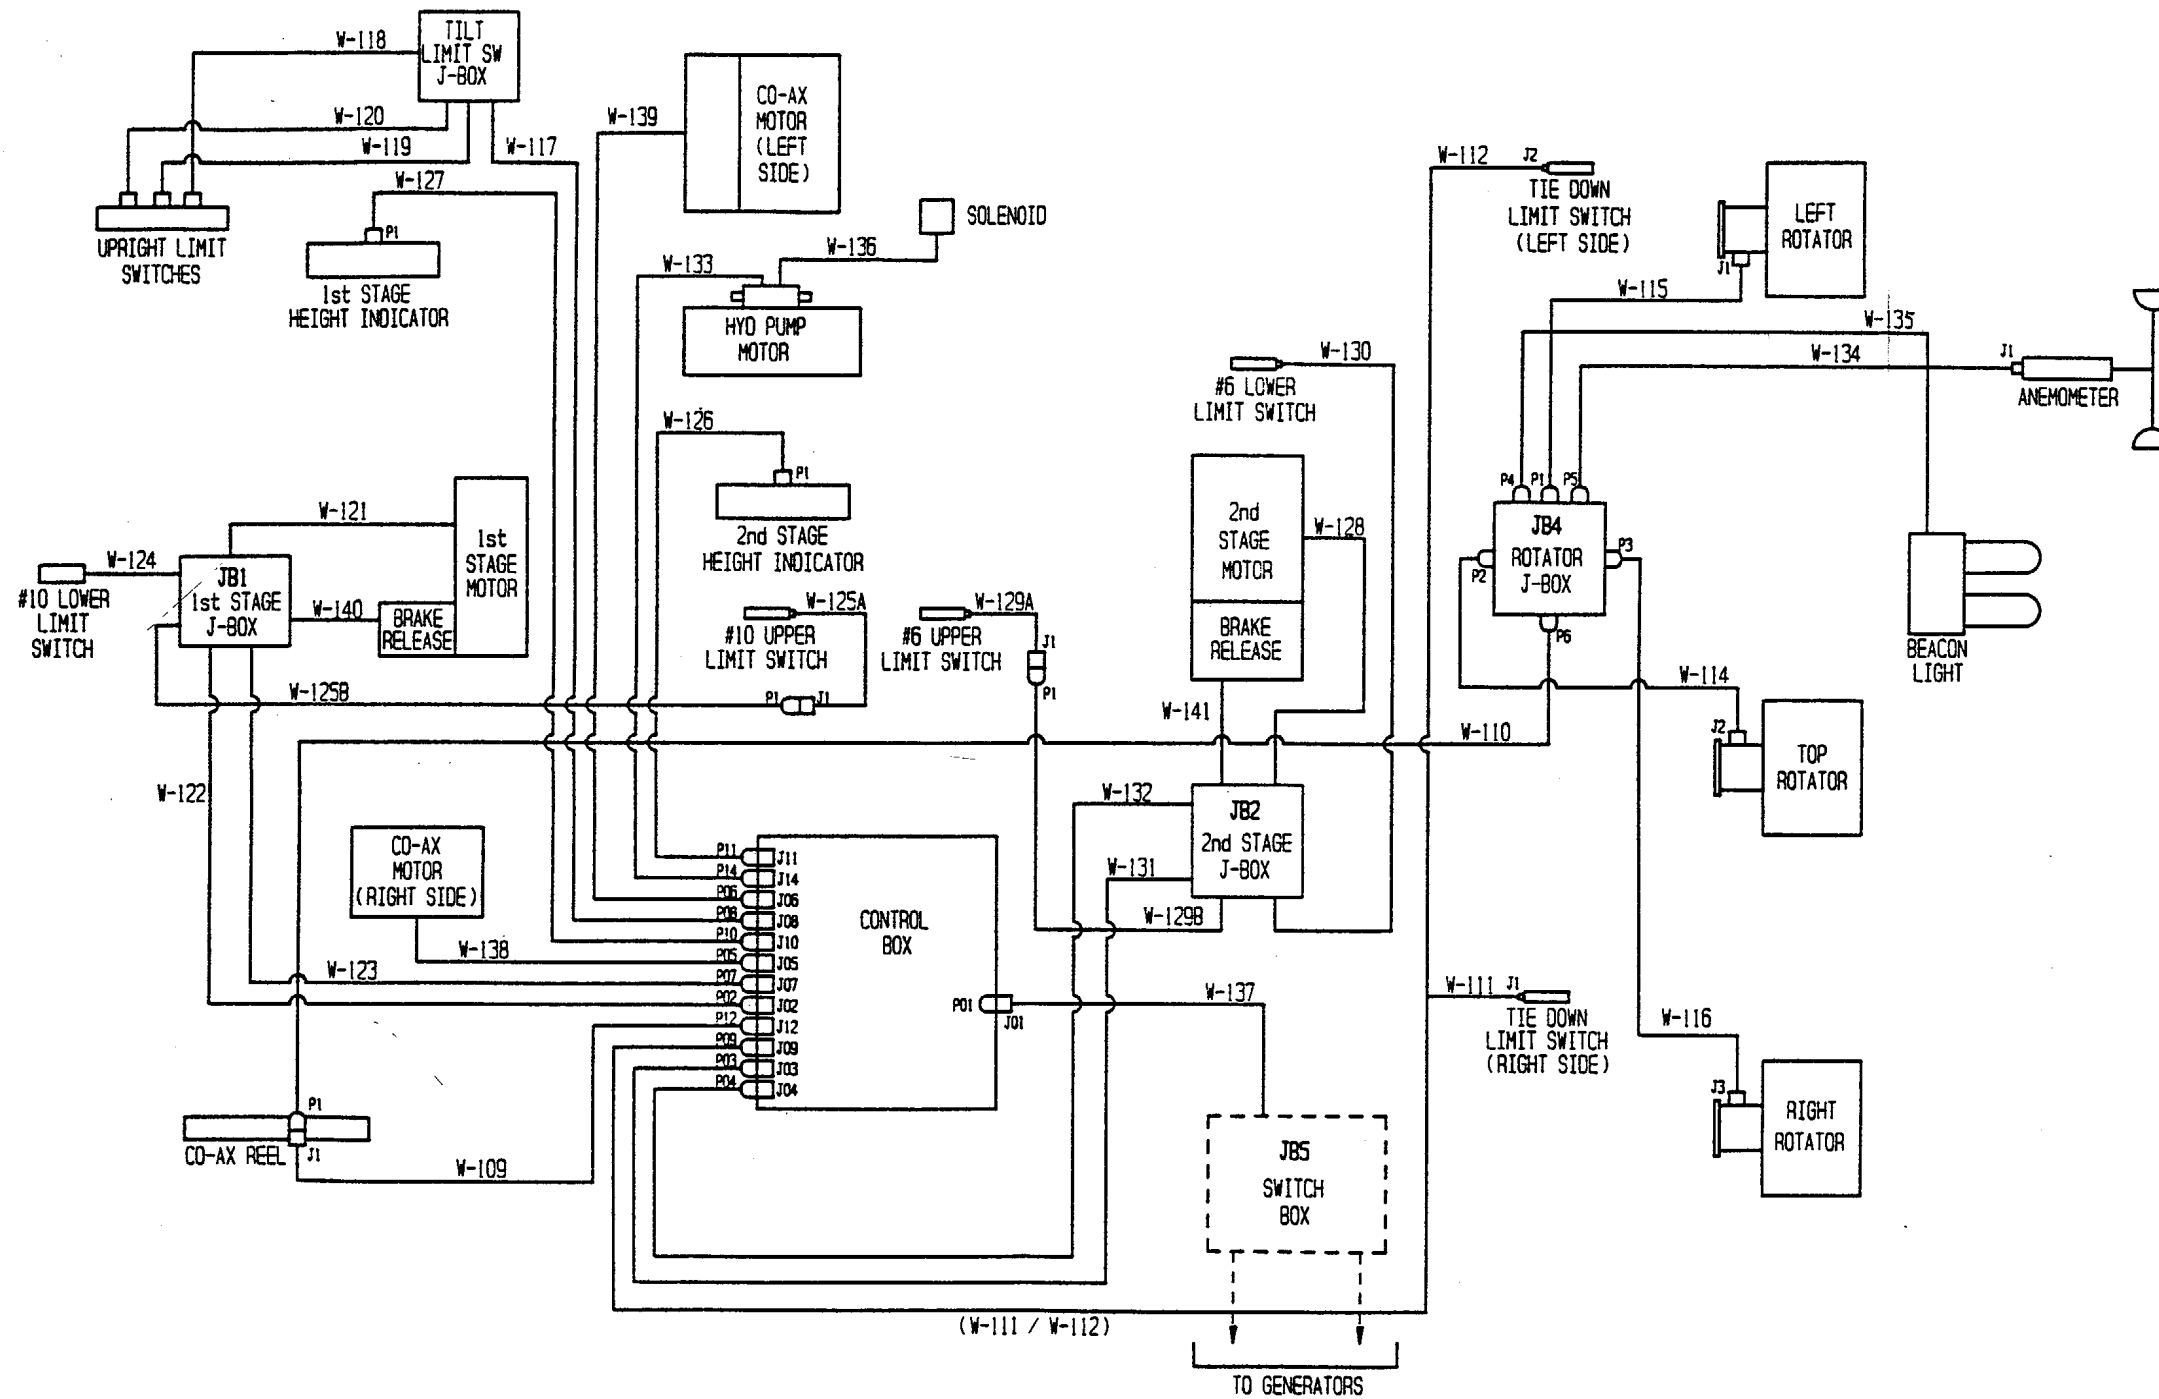 W-118
TILT
LIMIT SW
J-BOX
W-120
W-119
W-117
W-127
P1
UPRIGHT LIMIT
SWITCHES
1st STAGE
HEIGHT INDICATOR
W-139
CO-AX
MOTOR
(LEFT
SIDE)
SOLENOID
W-136
W-133
HYD PUMP
MOTOR
W-126
P1
2nd STAGE
HEIGHT INDICATOR
W-121
1st
STAGE
MOTOR
W-124
#10 LOWER
LIMIT
SWITCH
JB1
1st STAGE
J-BOX
W-140
BRAKE
RELEASE
W-125A
#10 UPPER
LIMIT SWITCH
W-125B
P1
J1
W-129A
#6 UPPER
LIMIT SWITCH
J1
P1
W-130
#6 LOWER
LIMIT SWITCH
2nd
STAGE
MOTOR
W-128
BRAKE
RELEASE
W-141
W-112
J2
TIE DOWN
LIMIT SWITCH
(LEFT SIDE)
LEFT
ROTATOR
J1
W-115
W-135
W-134
J1
ANEMOMETER
P4
P1
P5
JB4
ROTATOR
J-BOX
P3
P2
P6
BEACON
LIGHT
W-114
W-110
J2
TOP
ROTATOR
W-122
CO-AX
MOTOR
(RIGHT SIDE)
W-138
W-123
P11
J11
P14
J14
P06
J06
P08
J08
P10
J10
P05
J05
P07
J07
P02
J02
P12
J12
P09
J09
P03
J03
P04
J04
CONTROL
BOX
P01
J01
W-137
W-132
JB2
2nd STAGE
J-BOX
W-131
W-129B
W-111
J1
TIE DOWN
LIMIT SWITCH
(RIGHT SIDE)
W-116
J3
RIGHT
ROTATOR
P1
CO-AX REEL
J1
W-109
JB5
SWITCH
BOX
(W-111 / W-112)
TO GENERATORS